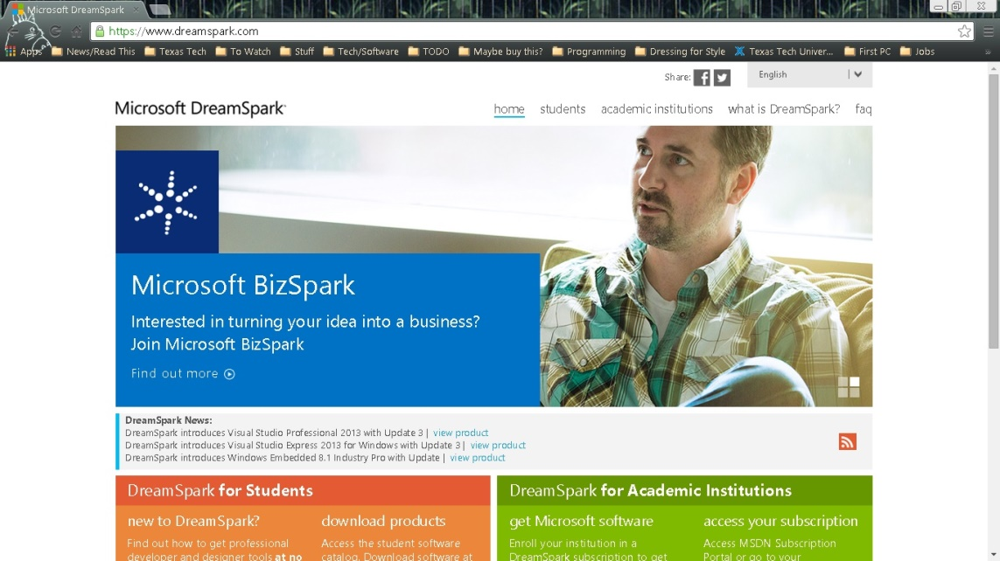 Microsoft DreamSpark
https://www.dreamspark.com
Apps News/Read This Texas Tech To Watch Stuff Tech/Software TODO Maybe buy this? Programming Dressing for Style Texas Tech Univer... First PC Jobs »
Share: English
Microsoft DreamSpark
home students academic institutions what is DreamSpark? faq
Microsoft BizSpark
Interested in turning your idea into a business?
Join Microsoft BizSpark
Find out more
DreamSpark News:
DreamSpark introduces Visual Studio Professional 2013 with Update 3 | view product
DreamSpark introduces Visual Studio Express 2013 for Windows with Update 3 | view product
DreamSpark introduces Windows Embedded 8.1 Industry Pro with Update | view product
DreamSpark for Students
new to DreamSpark?
Find out how to get professional
developer and designer tools at no
download products
Access the student software
catalog. Download software at
DreamSpark for Academic Institutions
get Microsoft software
Enroll your institution in a
DreamSpark subscription to get
access your subscription
Access MSDN Subscription
Portal or go to your